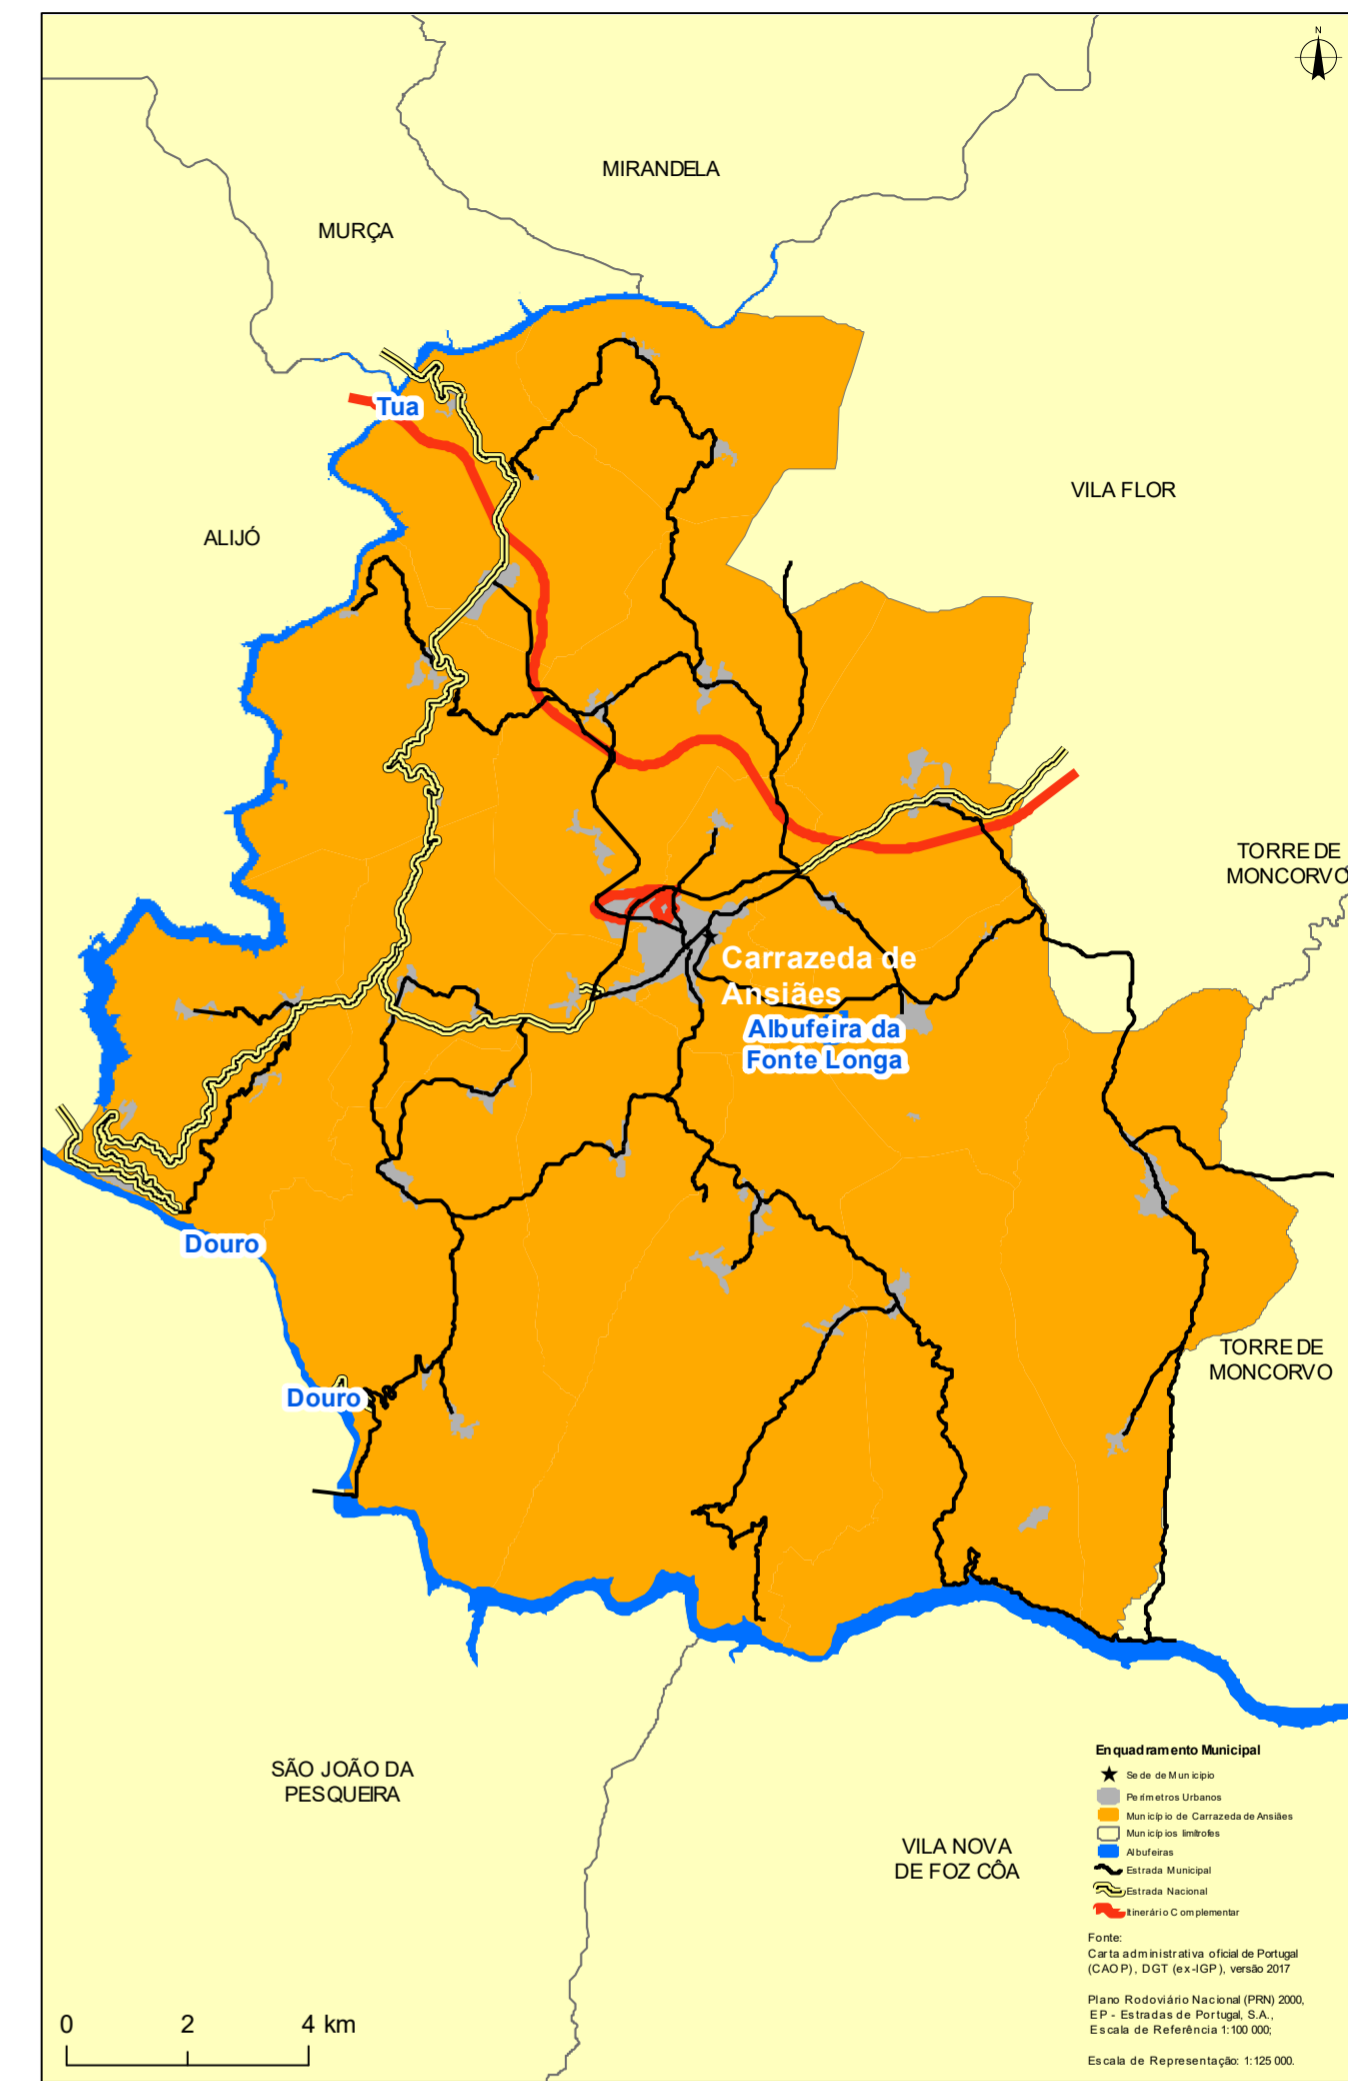 N
MIRANDELA
MURÇA
Tua
VILA FLOR
ALIJÓ
TORRE DE
MONCORVO
Carrazeda de
Ansiães
Albufeira da
Fonte Longa
Douro
TORRE DE
MONCORVO
Douro
SÃO JOÃO DA
PESQUEIRA
VILA NOVA
DE FOZ CÔA
Enquadramento Municipal
Sede de Município
Perímetros Urbanos
Município de Carrazeda de Ansiães
Municípios limítrofes
Albufeiras
Estrada Municipal
Estrada Nacional
Itinerário Complementar
Fonte:
Carta administrativa oficial de Portugal
(CAOP), DGT (ex-IGP), versão 2017
Plano Rodoviário Nacional (PRN) 2000,
EP - Estradas de Portugal, S.A.,
Escala de Referência 1:100 000;
Escala de Representação: 1:125 000.
0 2 4 km